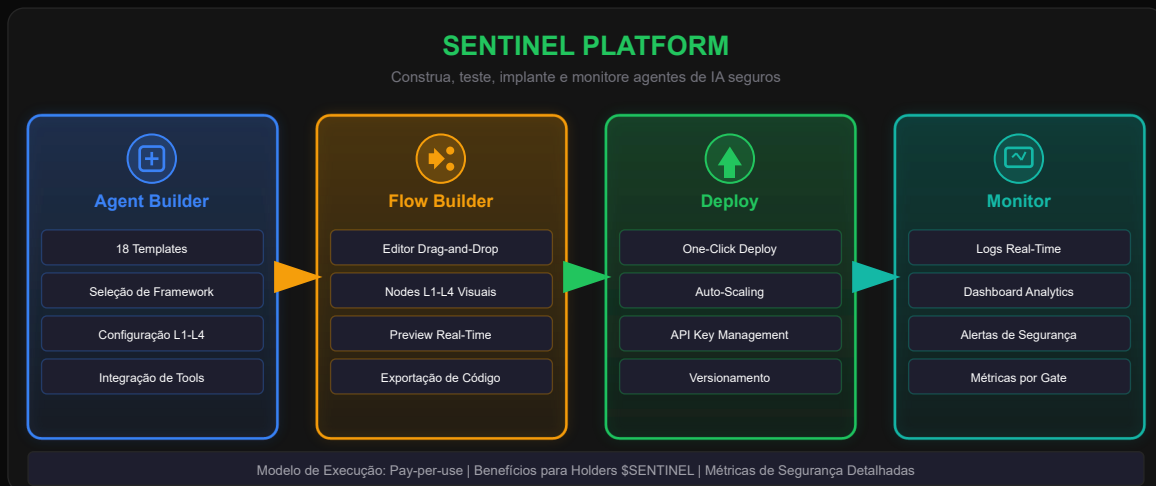 SENTINEL PLATFORM
Construa, teste, implante e monitore agentes de IA seguros
Agent Builder
18 Templates
Seleção de Framework
Configuração L1-L4
Integração de Tools
Flow Builder
Editor Drag-and-Drop
Nodes L1-L4 Visuais
Preview Real-Time
Exportação de Código
Deploy
One-Click Deploy
Auto-Scaling
API Key Management
Versionamento
Monitor
Logs Real-Time
Dashboard Analytics
Alertas de Segurança
Métricas por Gate
Modelo de Execução: Pay-per-use | Benefícios para Holders $SENTINEL | Métricas de Segurança Detalhadas